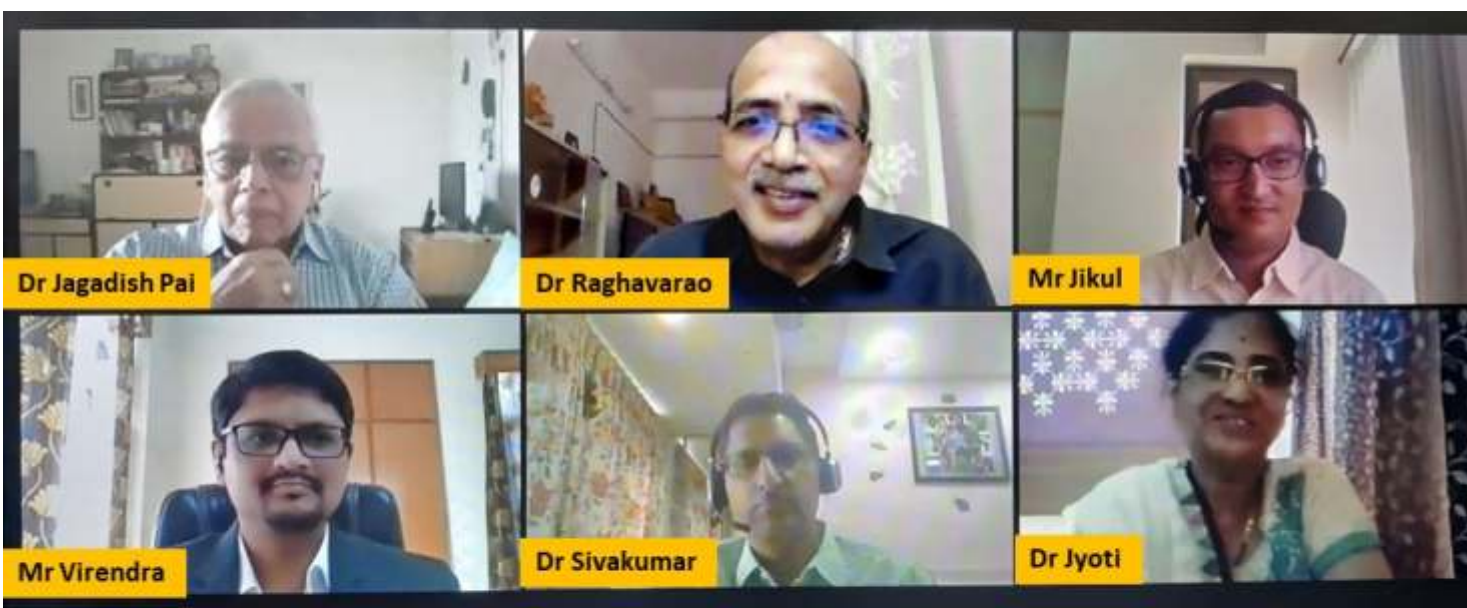 Dr Jagadish Pai
Dr Raghavarao
Mr Jikul
Mr Virendra
Dr Sivakumar
Dr Jyoti